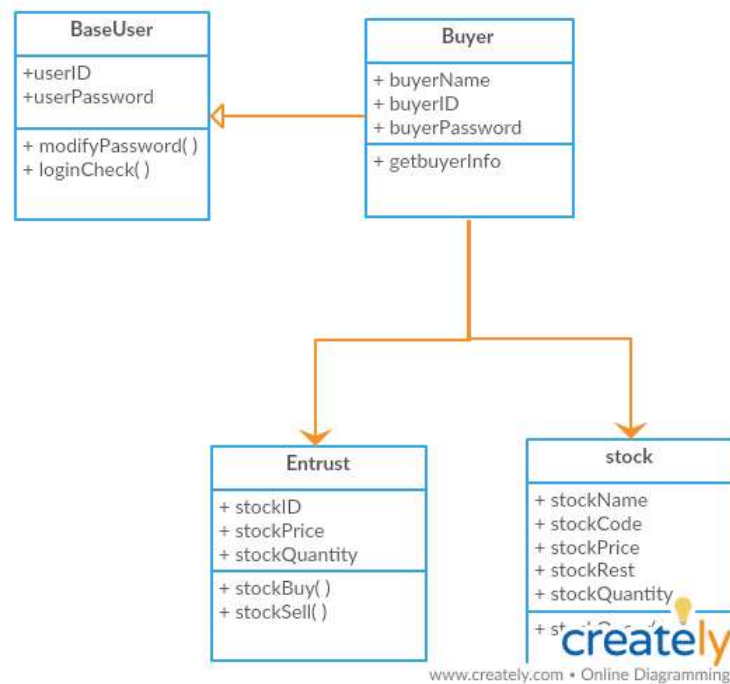 BaseUser
+userID
+userPassword
+ modifyPassword( )
+ loginCheck( )
Buyer
+ buyerName
+ buyerID
+ buyerPassword
+ getbuyerInfo
Entrust
+ stockID
+ stockPrice
+ stockQuantity
+ stockBuy( )
+ stockSell( )
stock
+ stockName
+ stockCode
+ stockPrice
+ stockRest
+ stockQuantity
creately
www.creately.com • Online Diagramming